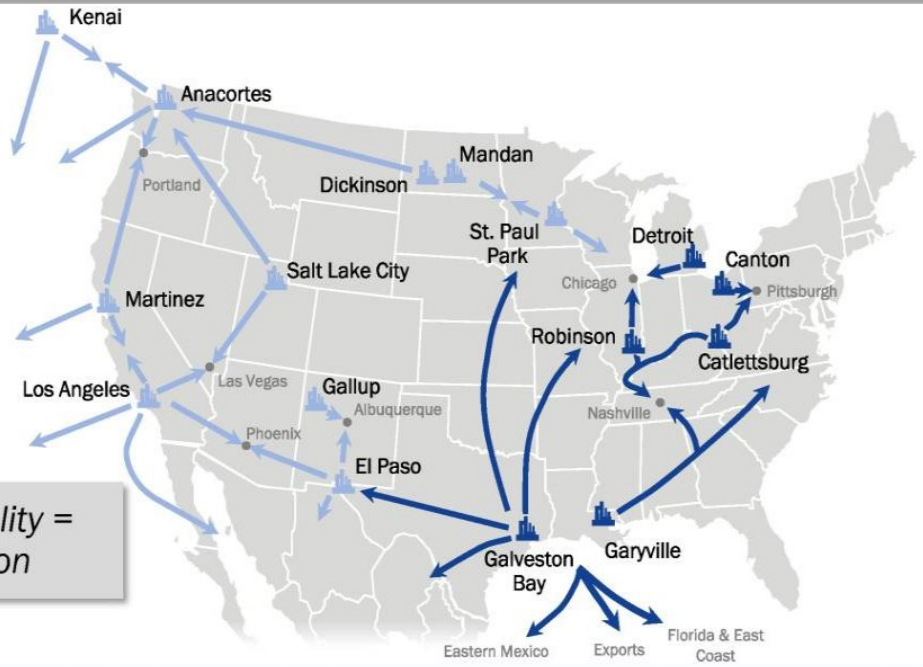 Kenai
Anacortes
Portland
Dickinson
Mandan
St. Paul
Park
Detroit
Canton
Chicago
Pittsburgh
Salt Lake City
Martinez
Robinson
Catlettsburg
Los Angeles
Las Vegas
Gallup
Albuquerque
Nashville
Phoenix
El Paso
lity =
on
Galveston
Bay
Garyville
Eastern Mexico
Exports
Florida & East
Coast